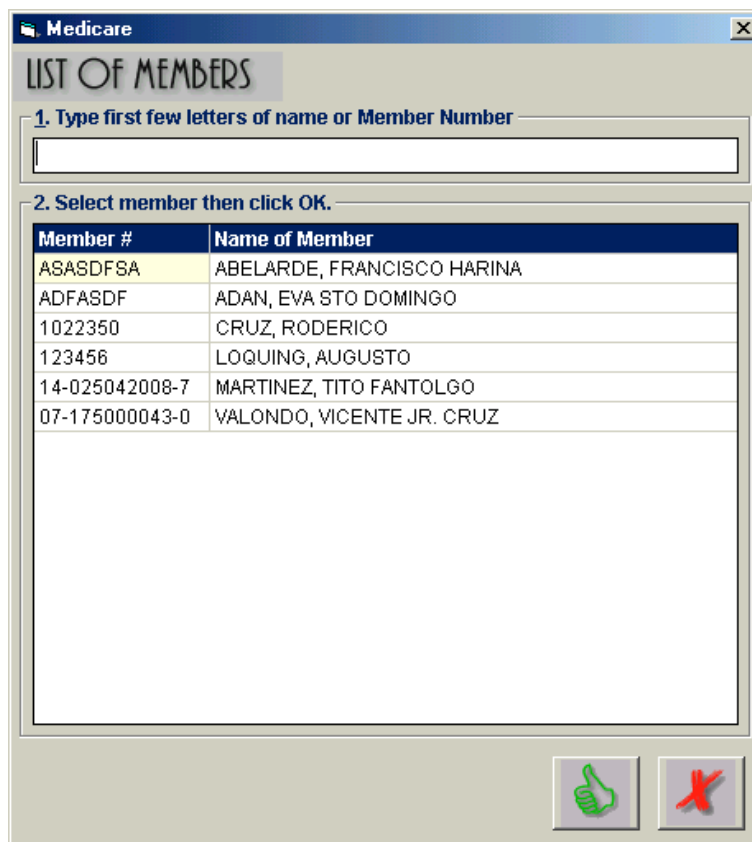 Medicare
LIST OF MEMBERS
1. Type first few letters of name or Member Number
2. Select member then click OK.
Member # Name of Member
ASASDFSA ABELARDE, FRANCISCO HARINA
ADFASDF ADAN, EVA STO DOMINGO
1022350 CRUZ, RODERICO
123456 LOQUING, AUGUSTO
14-025042008-7 MARTINEZ, TITO FANTOLGO
07-175000043-0 VALONDO, VICENTE JR. CRUZ